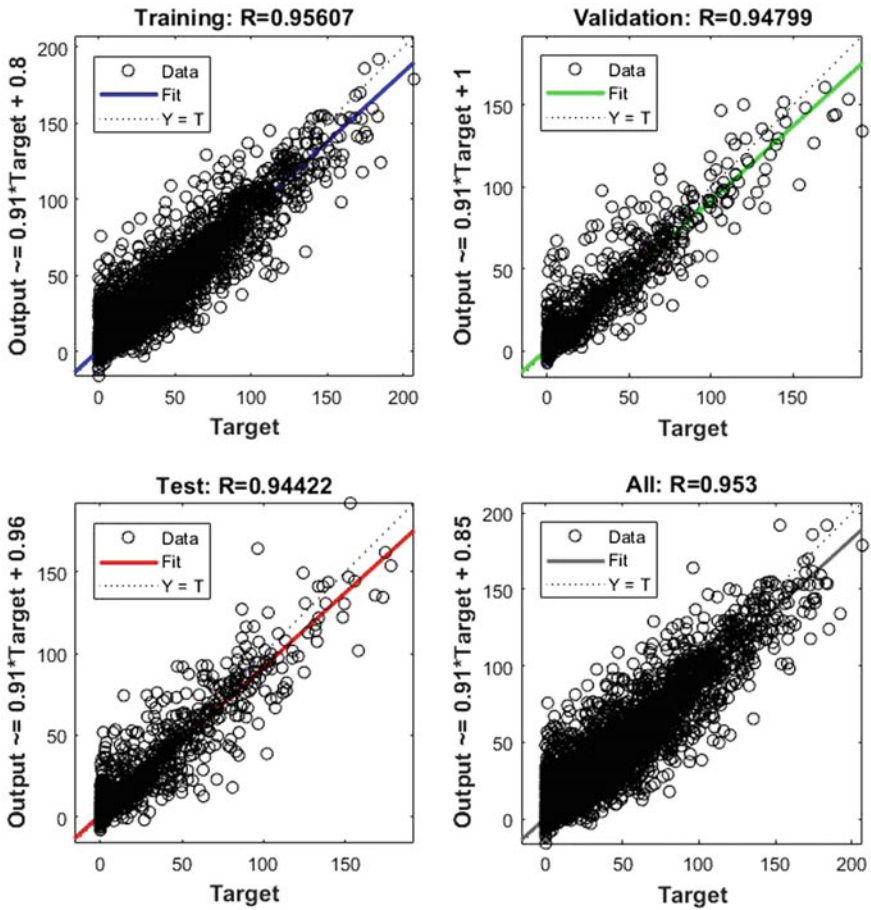 Training: R=0.95607
Output ~= 0.91*Target + 0.8
200
150
100
50
0
Data
Fit
Y = T
0 50 100 150 200
Target
Validation: R=0.94799
Output ~= 0.91*Target + 1
150
100
50
0
Data
Fit
Y = T
0 50 100 150
Target
Test: R=0.94422
Output ~= 0.91*Target + 0.96
150
100
50
0
Data
Fit
Y = T
0 50 100 150
Target
All: R=0.953
Output ~= 0.91*Target + 0.85
200
150
100
50
0
Data
Fit
Y = T
0 50 100 150 200
Target